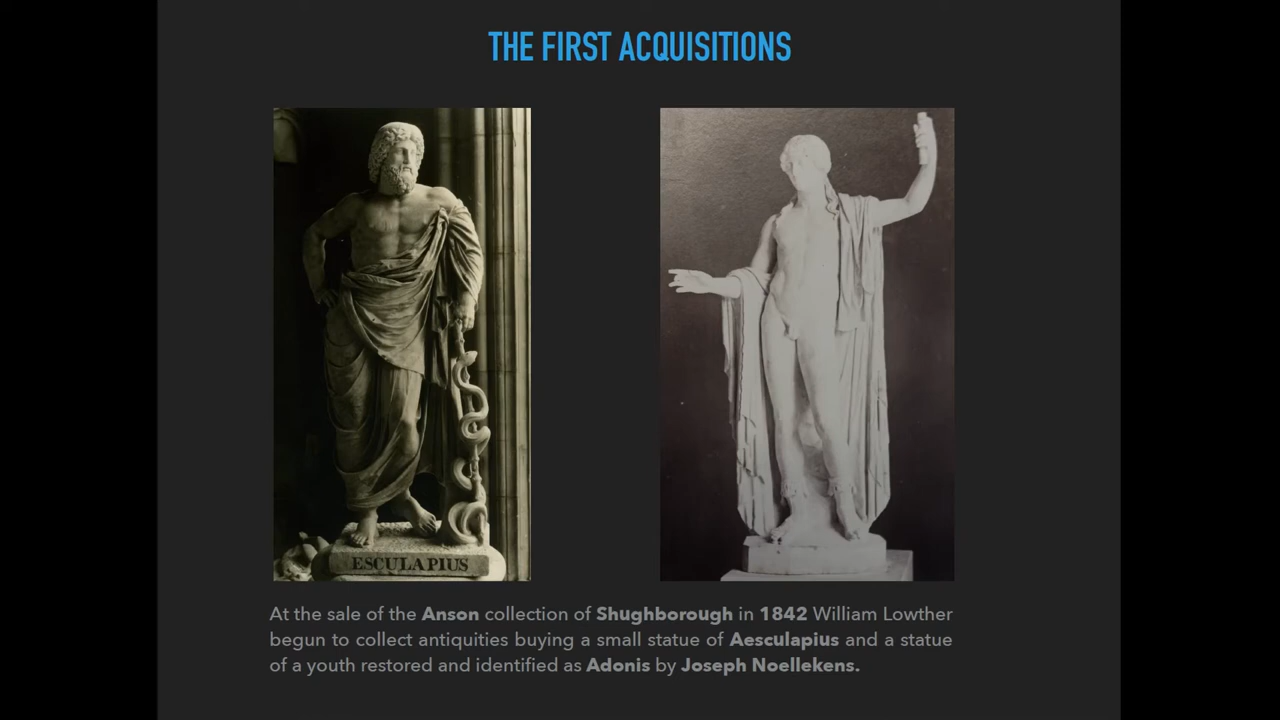 THE FIRST ACQUISITIONS
ESCULAPIUS
At the sale of the Anson collection of Shughborough in 1842 William Lowther
begun to collect antiquities buying a small statue of Aesculapius and a statue
of a youth restored and identified as Adonis by Joseph Noellekens.